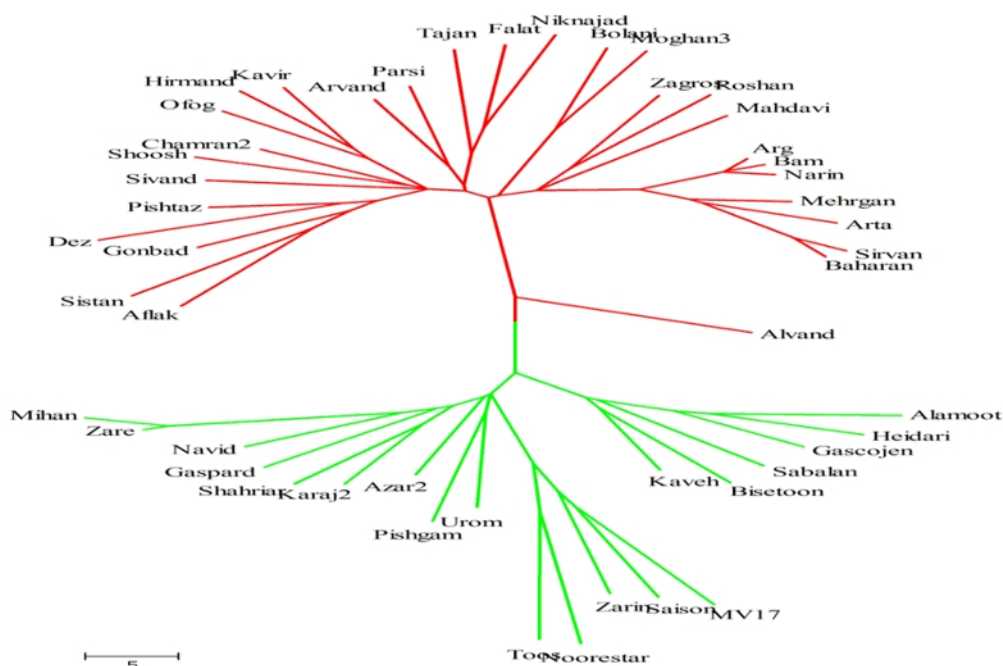 Niknajad
Falat
Tajan
Bolani
Moghan3
Parsi
Kavir
Hirmand
Arvand
Zagros
Roshan
Ofog
Mahdavi
Chamran2
Shoosh
Arg
Bam
Narin
Sivand
Mehrgan
Pishtaz
Arta
Dez
Gonbad
Sirvan
Baharan
Sistan
Aflak
Alvand
Mihan
Alamoot
Zare
Heidari
Navid
Gascojen
Gaspard
Sabalan
Kaveh
Shahriar
Karaj2
Azar2
Bisetoon
Urom
Pishgam
Zarin
Saison
MV17
Toos
Noorestar
5